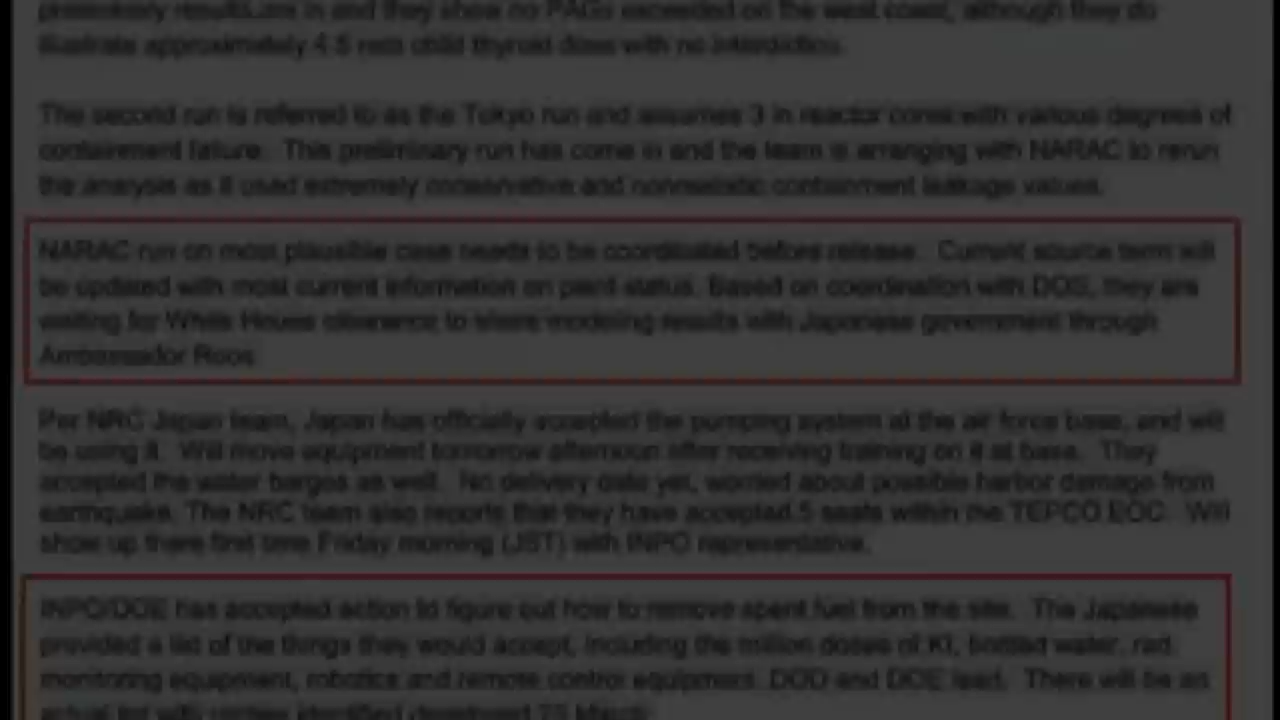 preliminary results are in and they show no PAGs exceeded on the west coast, although they do
illustrate approximately 4.5 rem child thyroid dose with no interdiction.
The second run is referred to as the Tokyo run and assumes 3 in reactor cores with various degrees of
containment failure. This preliminary run has come in and the team is arranging with NARAC to rerun
the analysis as it used extremely conservative and nonrealistic containment leakage values.
NARAC run on most plausible case needs to be coordinated before release. Current source term will
be updated with most current information on plant status. Based on coordination with DOS, they are
waiting for White House clearance to share modeling results with Japanese government through
Ambassador Roos
Per NRC Japan team, Japan has officially accepted the pumping system at the air force base, and will
be using it. Will move equipment tomorrow afternoon after receiving training on it at base. They
accepted the water barges as well. No delivery date yet, worried about possible harbor damage from
earthquake. The NRC team also reports that they have accepted 5 seats within the TEPCO EOC. Will
show up there first time Friday morning (JST) with INPO representative.
INPO/DOE has accepted action to figure out how to remove spent fuel from the site. The Japanese
provided a list of the things they would accept, including the million doses of KI, bottled water, rad
monitoring equipment, robotics and remote control equipment. DOD and DOE lead. There will be an
actual list with